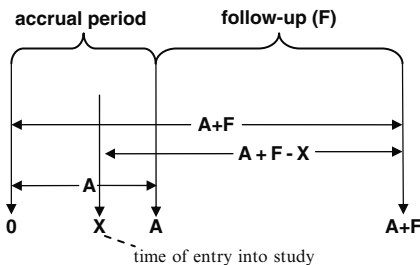 accrual period follow-up (F)
A+F
A + F - X
A
0 X A A+F
time of entry into study